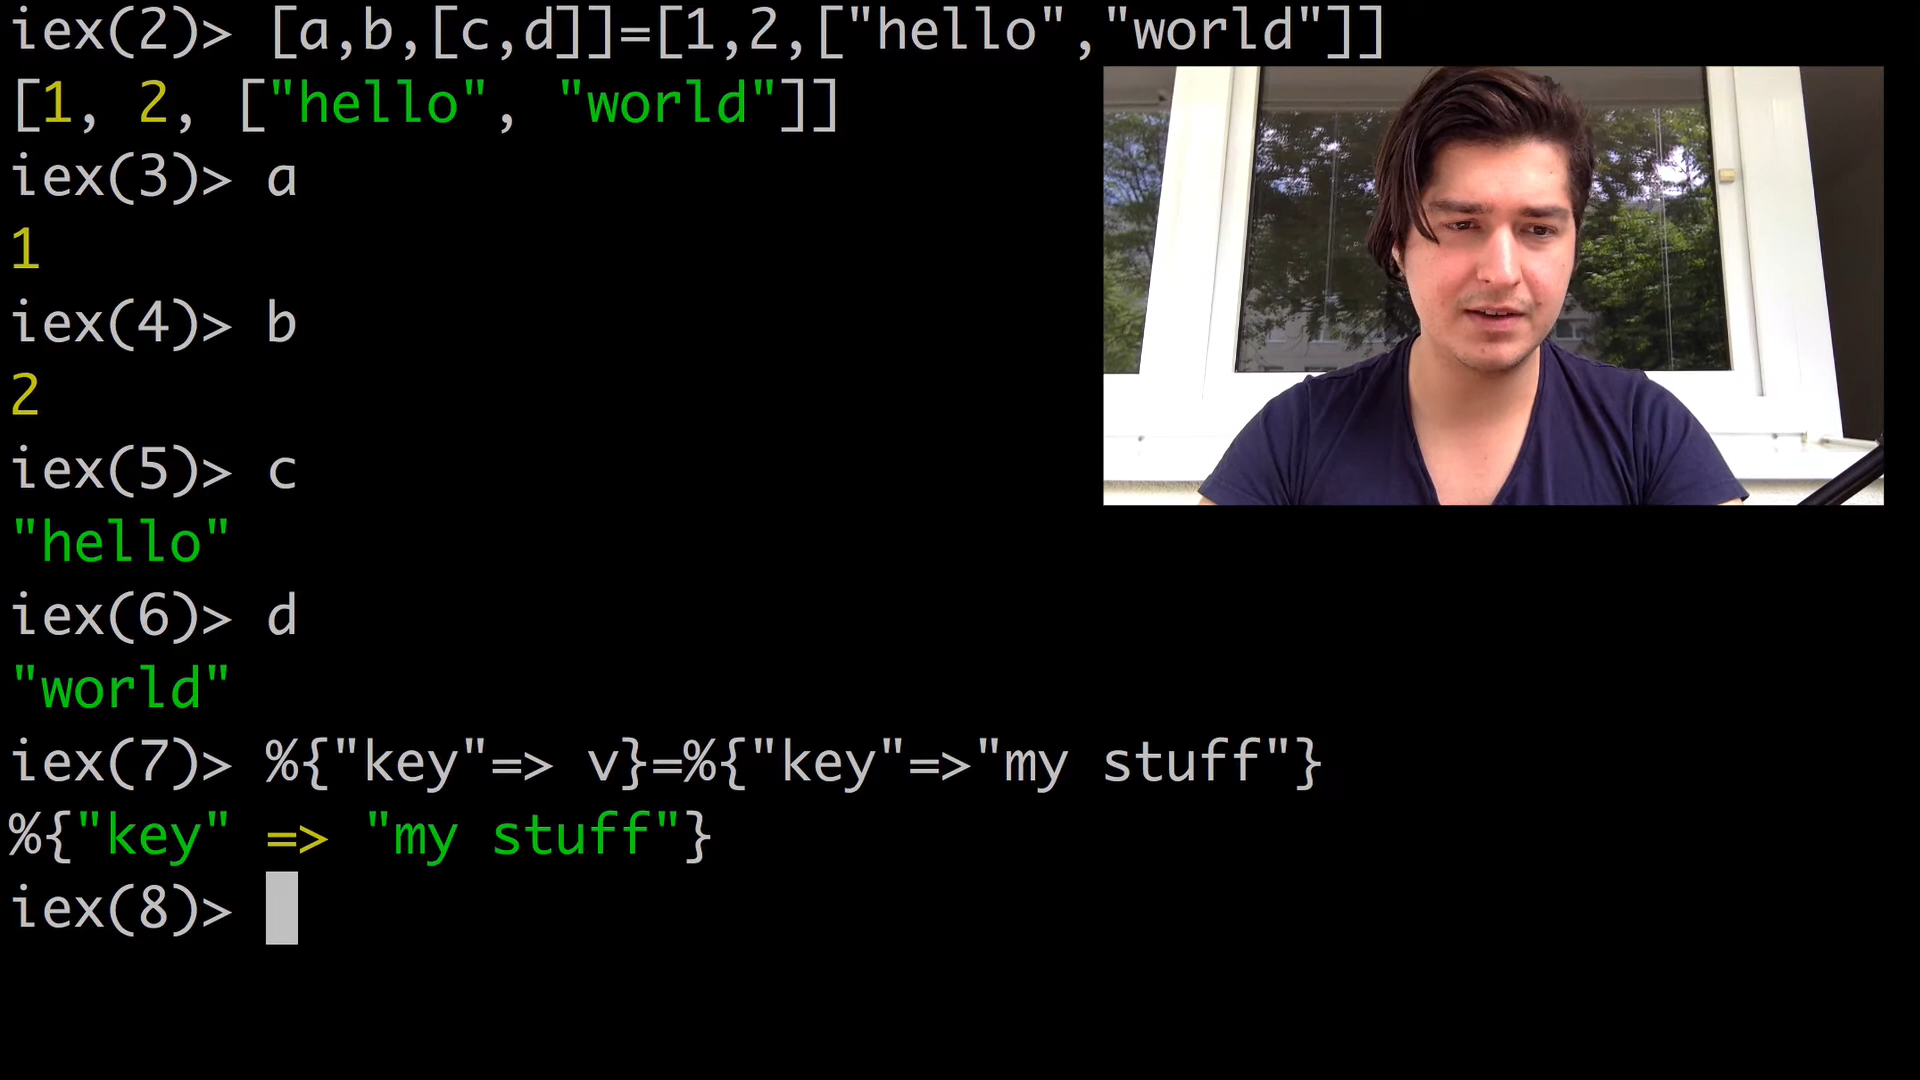 iex(2)> [a,b,[c,d]]=[1,2,["hello","world"]]
[1, 2, ["hello", "world"]]
iex(3)> a
1
iex(4)> b
2
iex(5)> c
"hello"
iex(6)> d
"world"
iex(7)> %{"key"=> v}=%{"key"=>"my stuff"}
%{"key" => "my stuff"}
iex(8)>